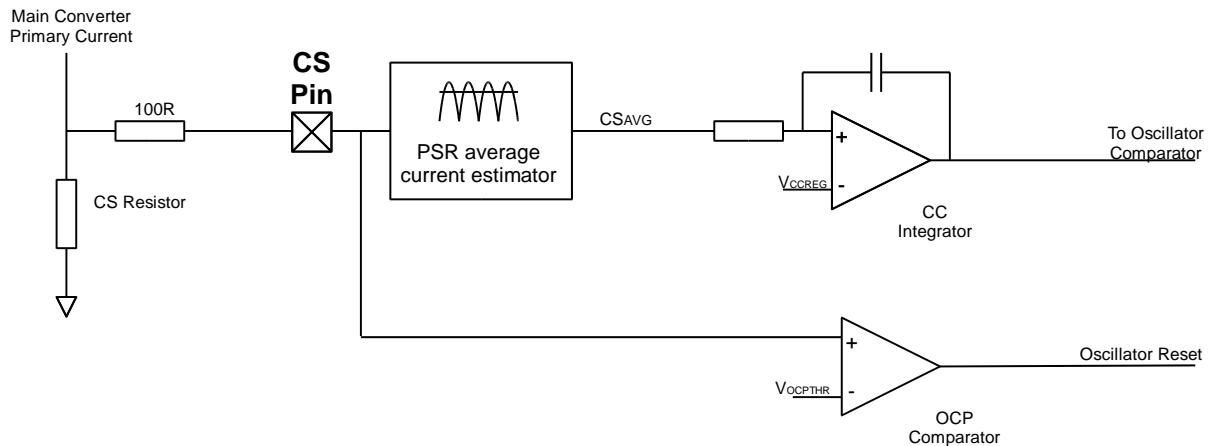 Main Converter
Primary Current
100R
CS
Pin
CS Resistor
PSR average
current estimator
CSAVG
+
VCCREG
-
CC
Integrator
To Oscillator
Comparator
+
VOCPTHR
-
OCP
Comparator
Oscillator Reset